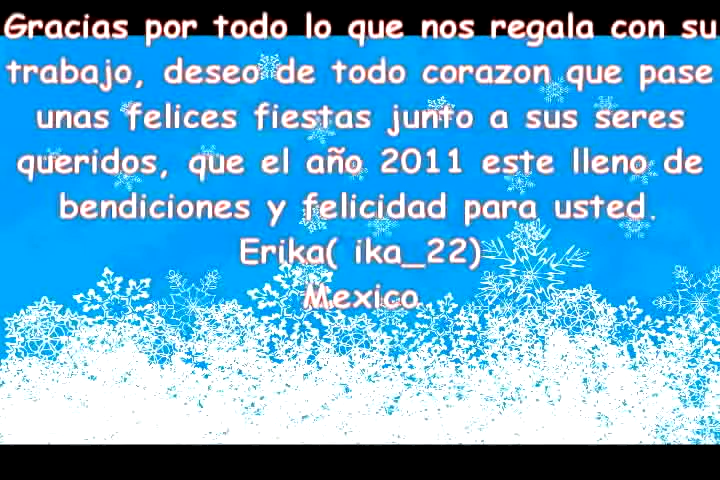 Gracias por todo lo que nos regala con su
trabajo, deseo de todo corazon que pase
unas felices fiestas junto a sus seres
queridos, que el año 2011 este lleno de
bendiciones y felicidad para usted.
Erika( ika_22)
Mexico